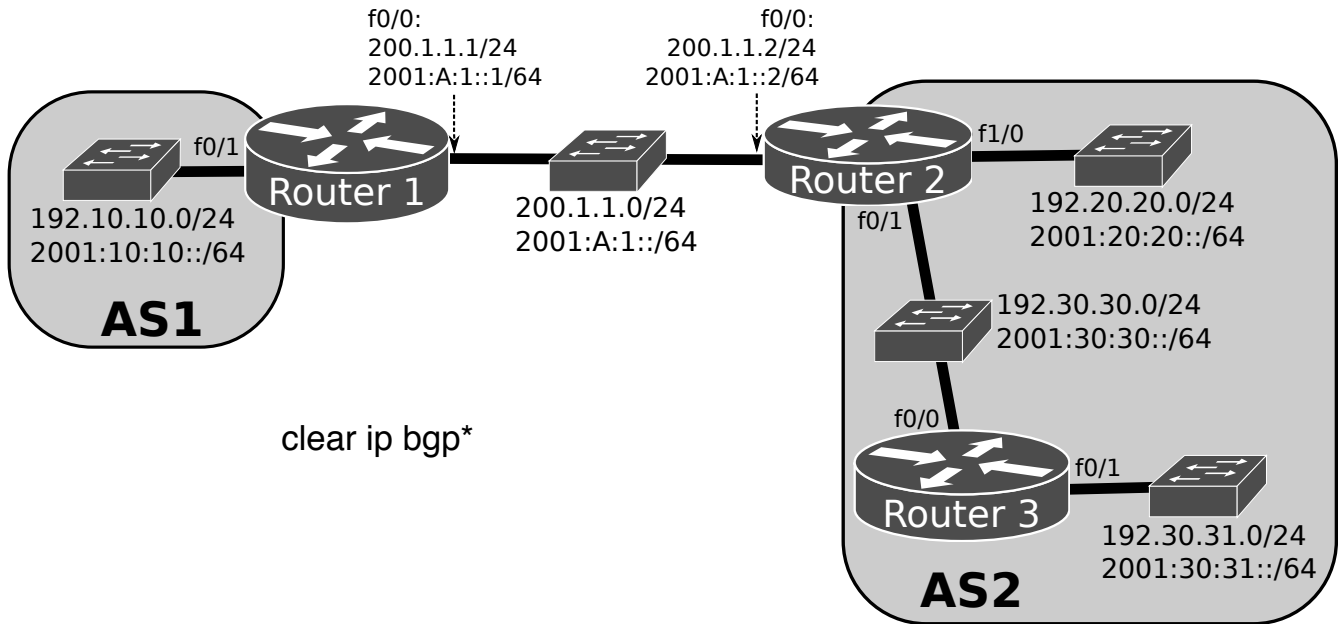 f0/0:
200.1.1.1/24
2001:A:1::1/64
f0/0:
200.1.1.2/24
2001:A:1::2/64
f0/1
Router 1
192.10.10.0/24
2001:10:10::/64
AS1
200.1.1.0/24
2001:A:1::/64
Router 2
f1/0
f0/1
192.20.20.0/24
2001:20:20::/64
192.30.30.0/24
2001:30:30::/64
clear ip bgp*
f0/0
Router 3
f0/1
192.30.31.0/24
2001:30:31::/64
AS2